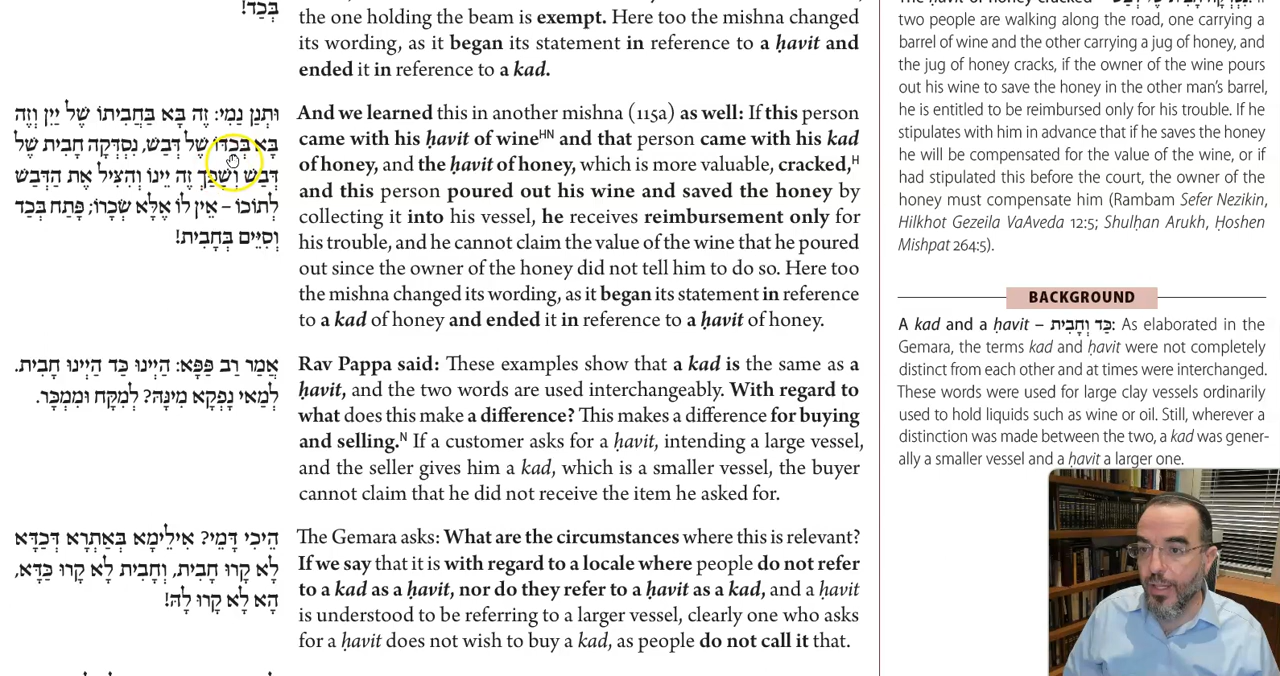 בְּכַד!
the one holding the beam is exempt. Here too the mishna changed
its wording, as it began its statement in reference to a ḥavit and
ended it in reference to a kad.
וּתְנַן נַמֵי: זֶה בָּא בַּחֲבִיתוֹ שֶׁל יַיִן וְזֶה
בָּא בְּכַדּוֹ שֶׁל דְּבַשׁ, נִסְדְּקָה חָבִית שֶׁל
דְּבַשׁ וְשָׁפַךְ זֶה יֵינוֹ וְהִצִּיל אֶת הַדְּבַשׁ
לְתוֹכוֹ – אֵין לוֹ אֶלָּא שְׂכָרוֹ; פָּתַח בְּכַד
וְסִיֵּים בְּחָבִית!
And we learned this in another mishna (115a) as well: If this person
came with his ḥavit of wineHN and that person came with his kad
of honey, and the ḥavit of honey, which is more valuable, cracked,H
and this person poured out his wine and saved the honey by
collecting it into his vessel, he receives reimbursement only for
his trouble, and he cannot claim the value of the wine that he poured
out since the owner of the honey did not tell him to do so. Here too
the mishna changed its wording, as it began its statement in reference
to a kad of honey and ended it in reference to a ḥavit of honey.
אֲמַר רַב פַּפָּא: הַיְינוּ כַּד הַיְינוּ חָבִית.
לְמַאי נָפְקָא מִינָּהּ? לְמִקָּח וּמִמְכָּר.
Rav Pappa said: These examples show that a kad is the same as a
ḥavit, and the two words are used interchangeably. With regard to
what does this make a difference? This makes a difference for buying
and selling.N If a customer asks for a ḥavit, intending a large vessel,
and the seller gives him a kad, which is a smaller vessel, the buyer
cannot claim that he did not receive the item he asked for.
הֵיכִי דָּמֵי? אִילֵּימָא בְּאַתְרָא דְּכַדָּא
לָא קָרוּ חָבִית, וְחָבִית לָא קָרוּ כַּדָּא,
הָא לָא קָרוּ לַהּ!
The Gemara asks: What are the circumstances where this is relevant?
If we say that it is with regard to a locale where people do not refer
to a kad as a ḥavit, nor do they refer to a ḥavit as a kad, and a ḥavit
is understood to be referring to a larger vessel, clearly one who asks
for a ḥavit does not wish to buy a kad, as people do not call it that.
two people are walking along the road, one carrying a
barrel of wine and the other carrying a jug of honey, and
the jug of honey cracks, if the owner of the wine pours
out his wine to save the honey in the other man's barrel,
he is entitled to be reimbursed only for his trouble. If he
stipulates with him in advance that if he saves the honey
he will be compensated for the value of the wine, or if
had stipulated this before the court, the owner of the
honey must compensate him (Rambam Sefer Nezikin,
Hilkhot Gezeila VaAveda 12:5; Shulḥan Arukh, Ḥoshen
Mishpat 264:5).
BACKGROUND
A kad and a ḥavit – כַּד וְחָבִית: As elaborated in the
Gemara, the terms kad and ḥavit were not completely
distinct from each other and at times were interchanged.
These words were used for large clay vessels ordinarily
used to hold liquids such as wine or oil. Still, wherever a
distinction was made between the two, a kad was gener-
ally a smaller vessel and a ḥavit a larger one.